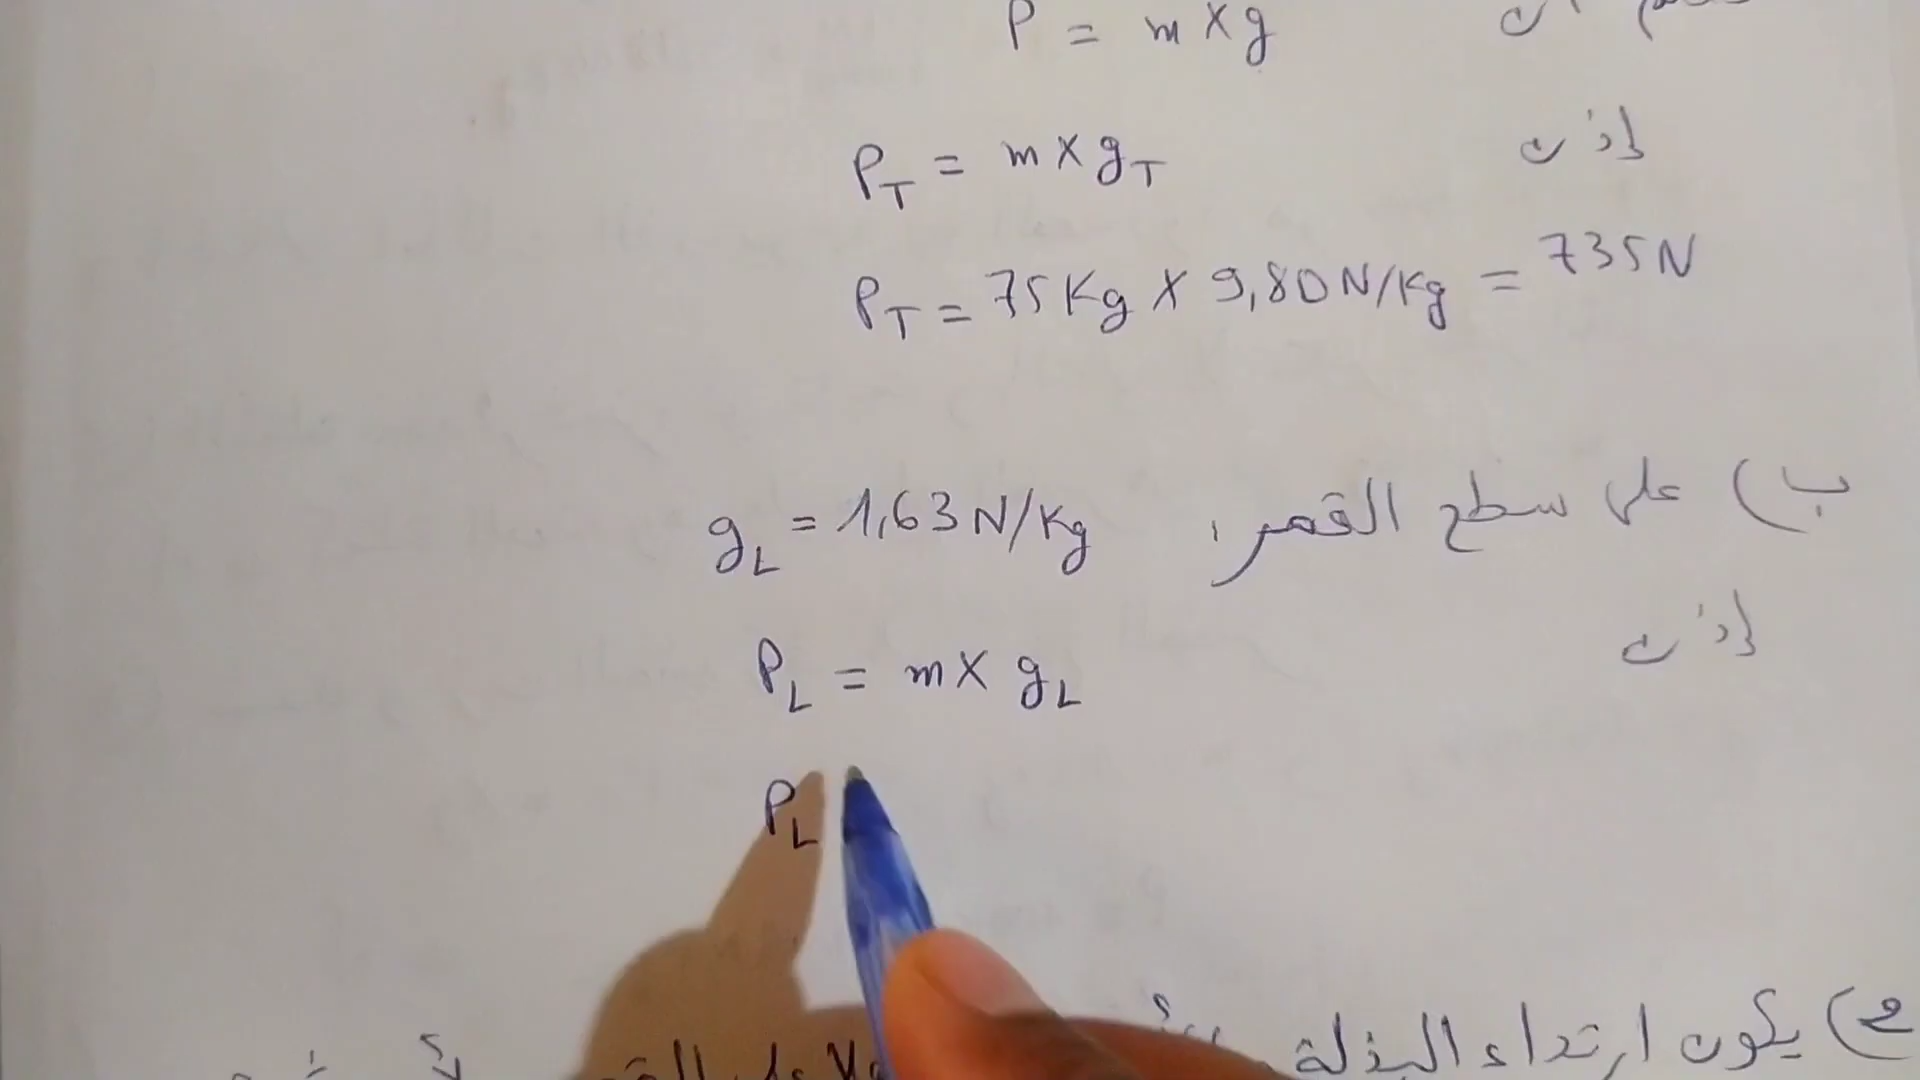 أن P = m × g
إذن P_T = m × g_T
P_T = 75 Kg × 9,80 N/Kg = 735 N
ب) على سطح القمر، g_L = 1,63 N/Kg
إذن P_L = m × g_L
P_L
ج) يكون ارتداء البذلة